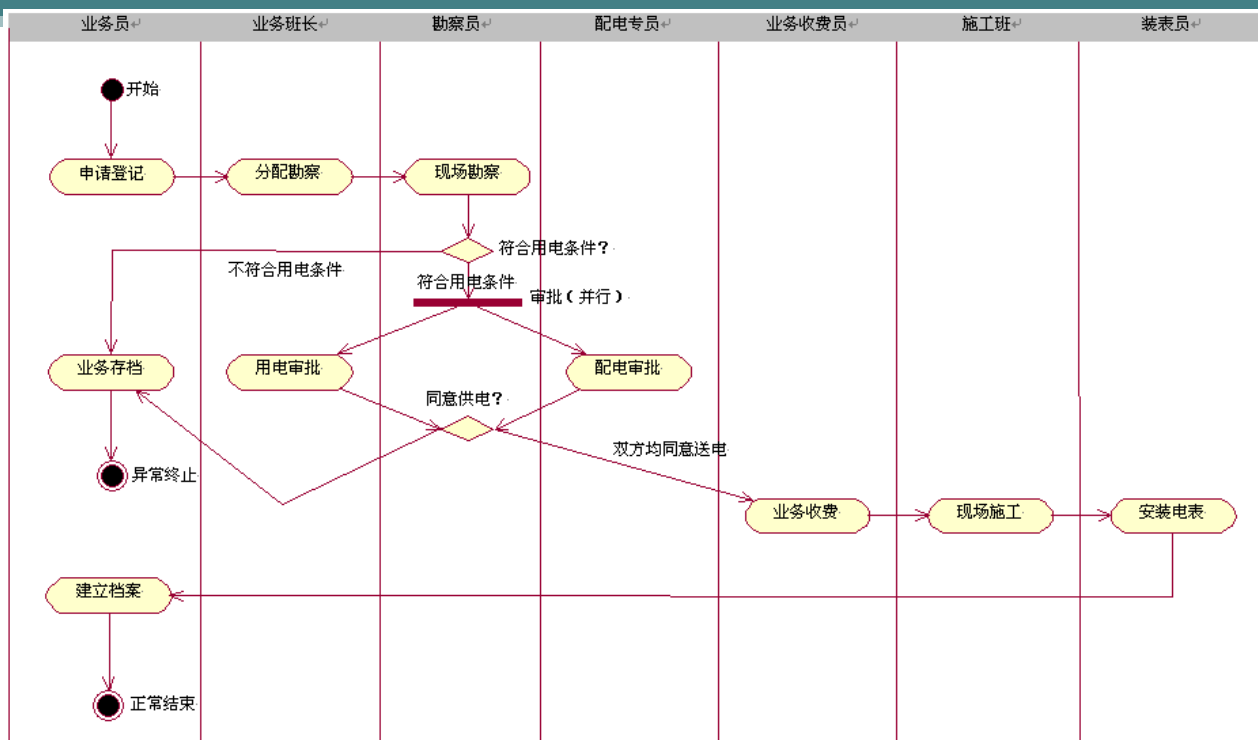 业务员
业务班长
勘察员
配电专员
业务收费员
施工班
装表员
开始
申请登记
分配勘察
现场勘察
符合用电条件？
不符合用电条件
符合用电条件
审批（并行）
业务存档
用电审批
配电审批
同意供电？
双方均同意送电
异常终止
业务收费
现场施工
安装电表
建立档案
正常结束